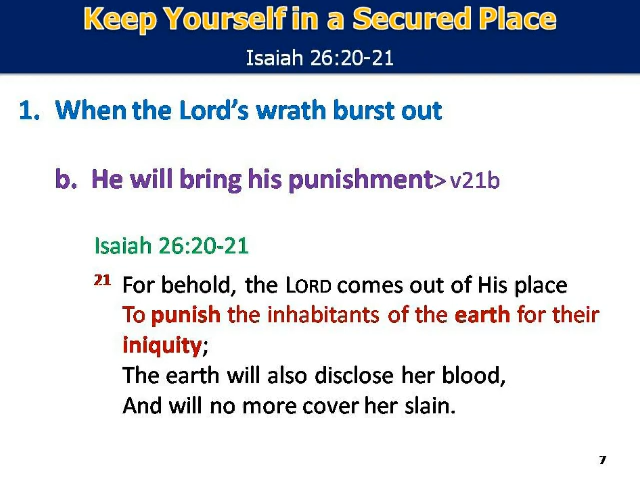 Keep Yourself in a Secured Place
Isaiah 26:20-21
1. When the Lord's wrath burst out
b. He will bring his punishment> v21b
Isaiah 26:20-21
21 For behold, the LORD comes out of His place
To punish the inhabitants of the earth for their
iniquity;
The earth will also disclose her blood,
And will no more cover her slain.
7